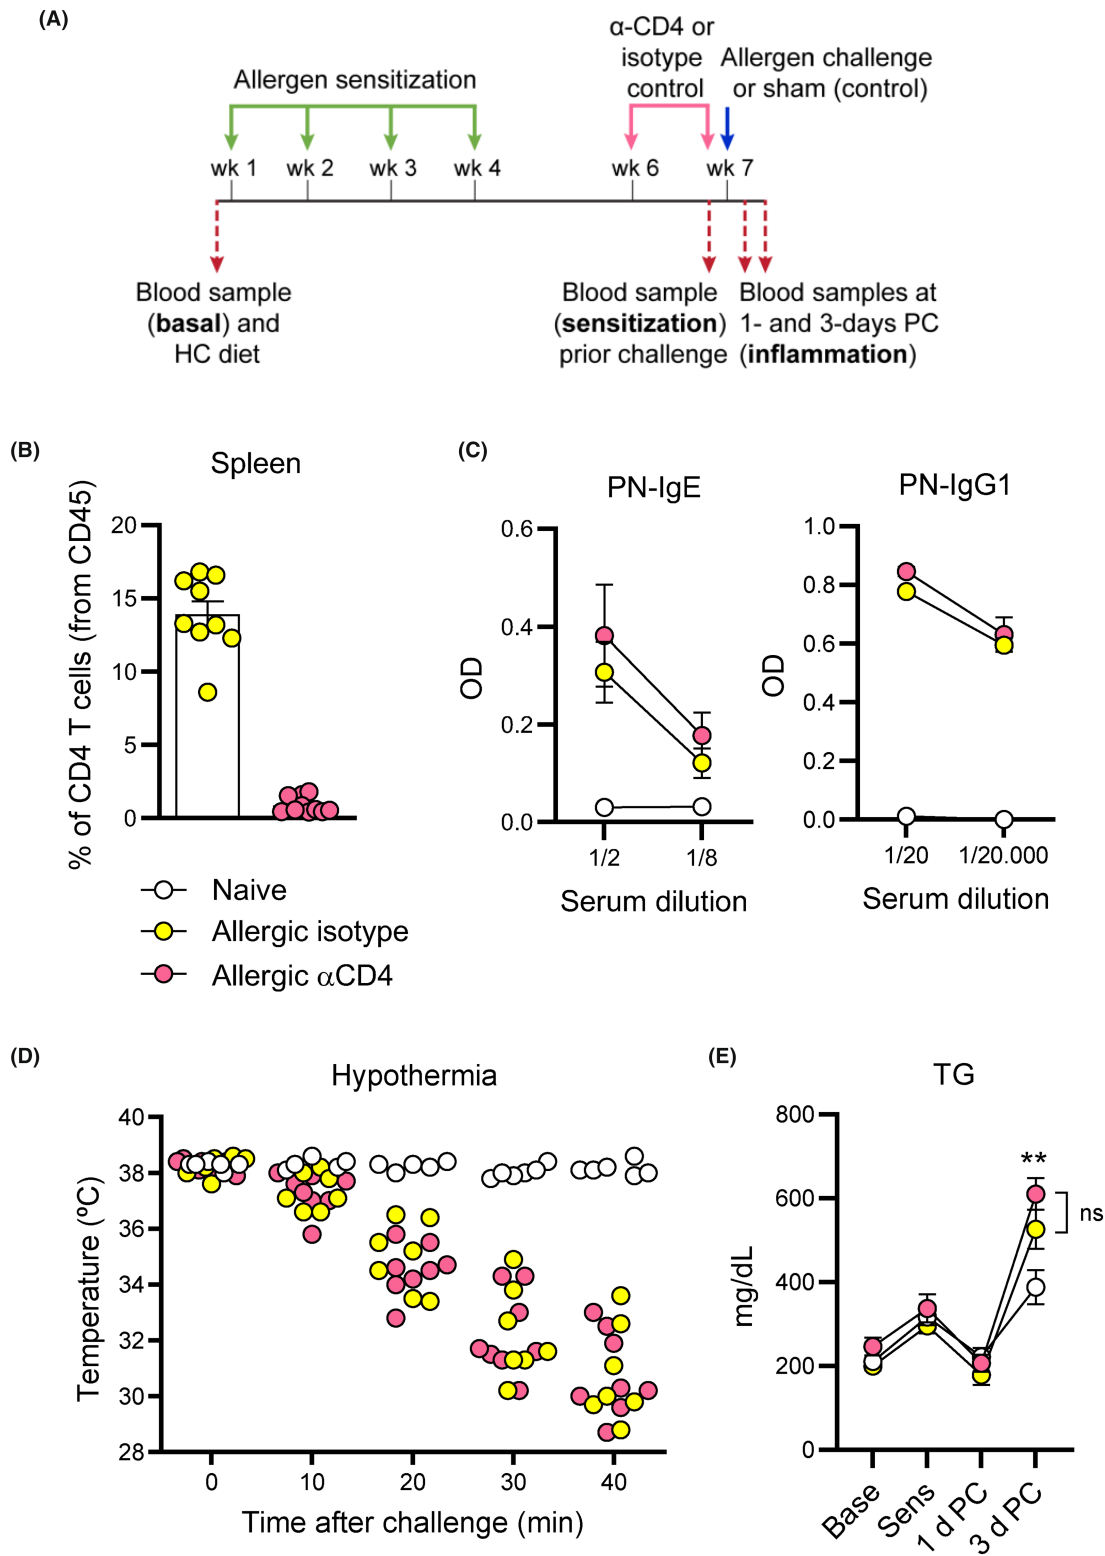 (A)
α-CD4 or
isotype
control
Allergen challenge
or sham (control)
Allergen sensitization
wk 1
wk 2
wk 3
wk 4
wk 6
wk 7
Blood sample
(basal) and
HC diet
Blood sample
(sensitization)
prior challenge
Blood samples at
1- and 3-days PC
(inflammation)
(B)
Spleen
% of CD4 T cells (from CD45)
20
15
10
5
0
Naive
Allergic isotype
Allergic αCD4
(C)
PN-IgE
OD
0.6
0.4
0.2
0.0
1/2
1/8
Serum dilution
PN-IgG1
OD
1.0
0.8
0.6
0.4
0.2
0.0
1/20
1/20.000
Serum dilution
(D)
Hypothermia
Temperature (ºC)
40
38
36
34
32
30
28
0
10
20
30
40
Time after challenge (min)
(E)
TG
mg/dL
800
600
400
200
0
**
ns
Base
Sens
1 d PC
3 d PC